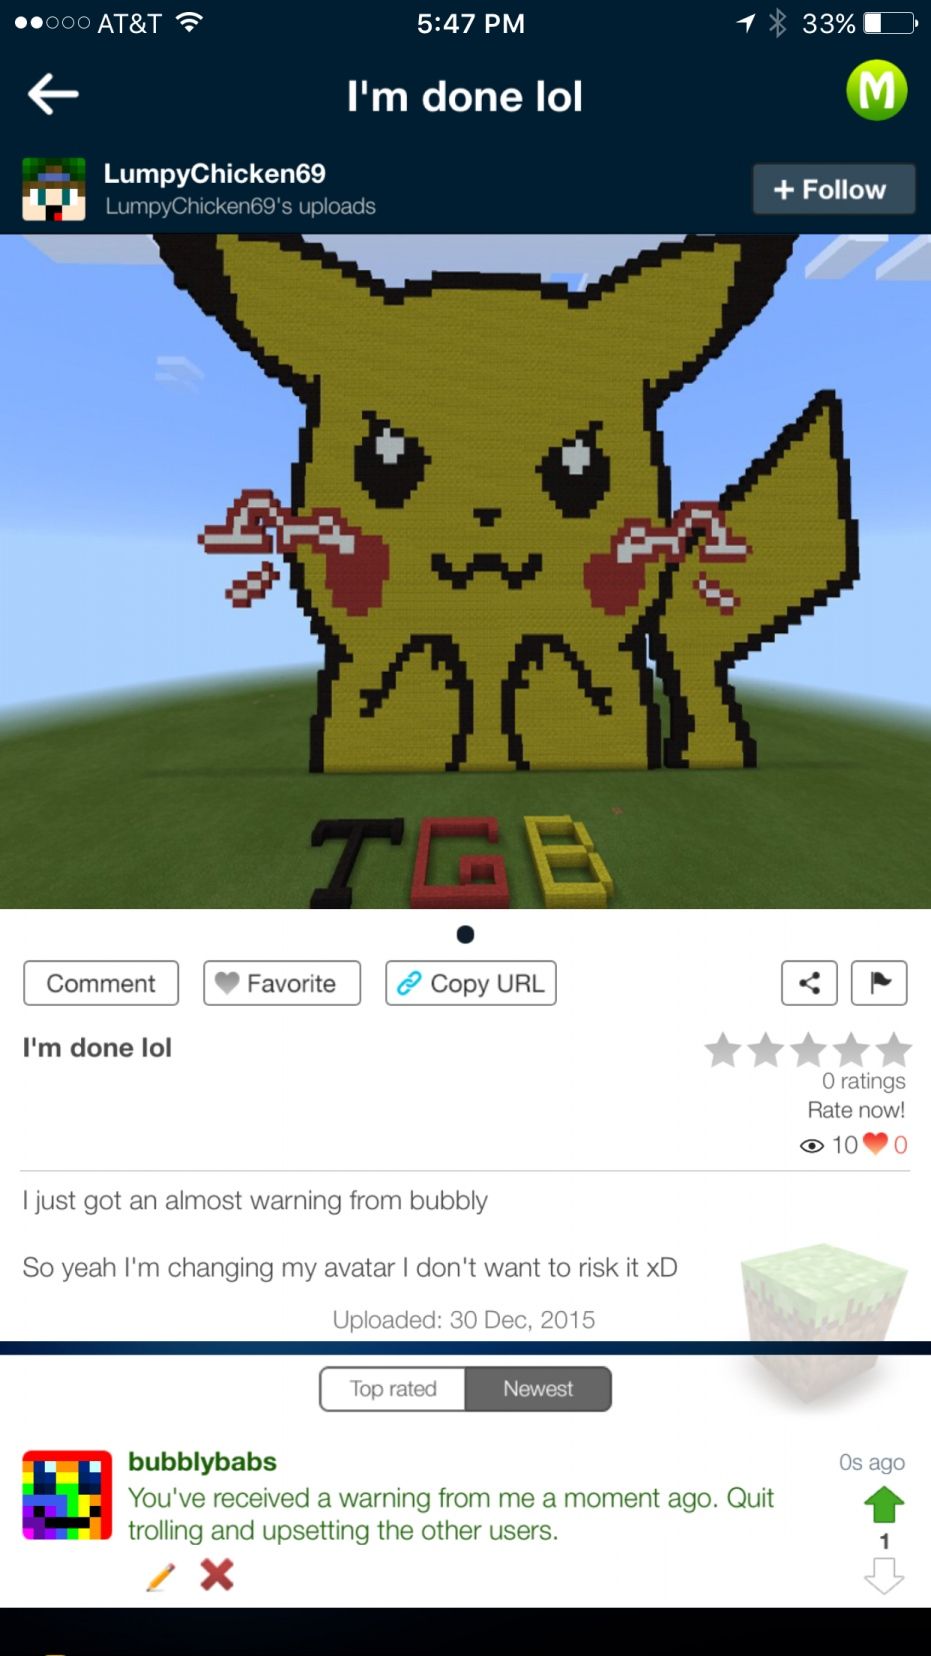 AT&T 5:47 PM 33%
I'm done lol M
LumpyChicken69
LumpyChicken69's uploads
+ Follow
TGB
Comment Favorite Copy URL
I'm done lol
0 ratings
Rate now!
10 0
I just got an almost warning from bubbly
So yeah I'm changing my avatar I don't want to risk it xD
Uploaded: 30 Dec, 2015
Top rated Newest
bubblybabs 0s ago
You've received a warning from me a moment ago. Quit
trolling and upsetting the other users.
1